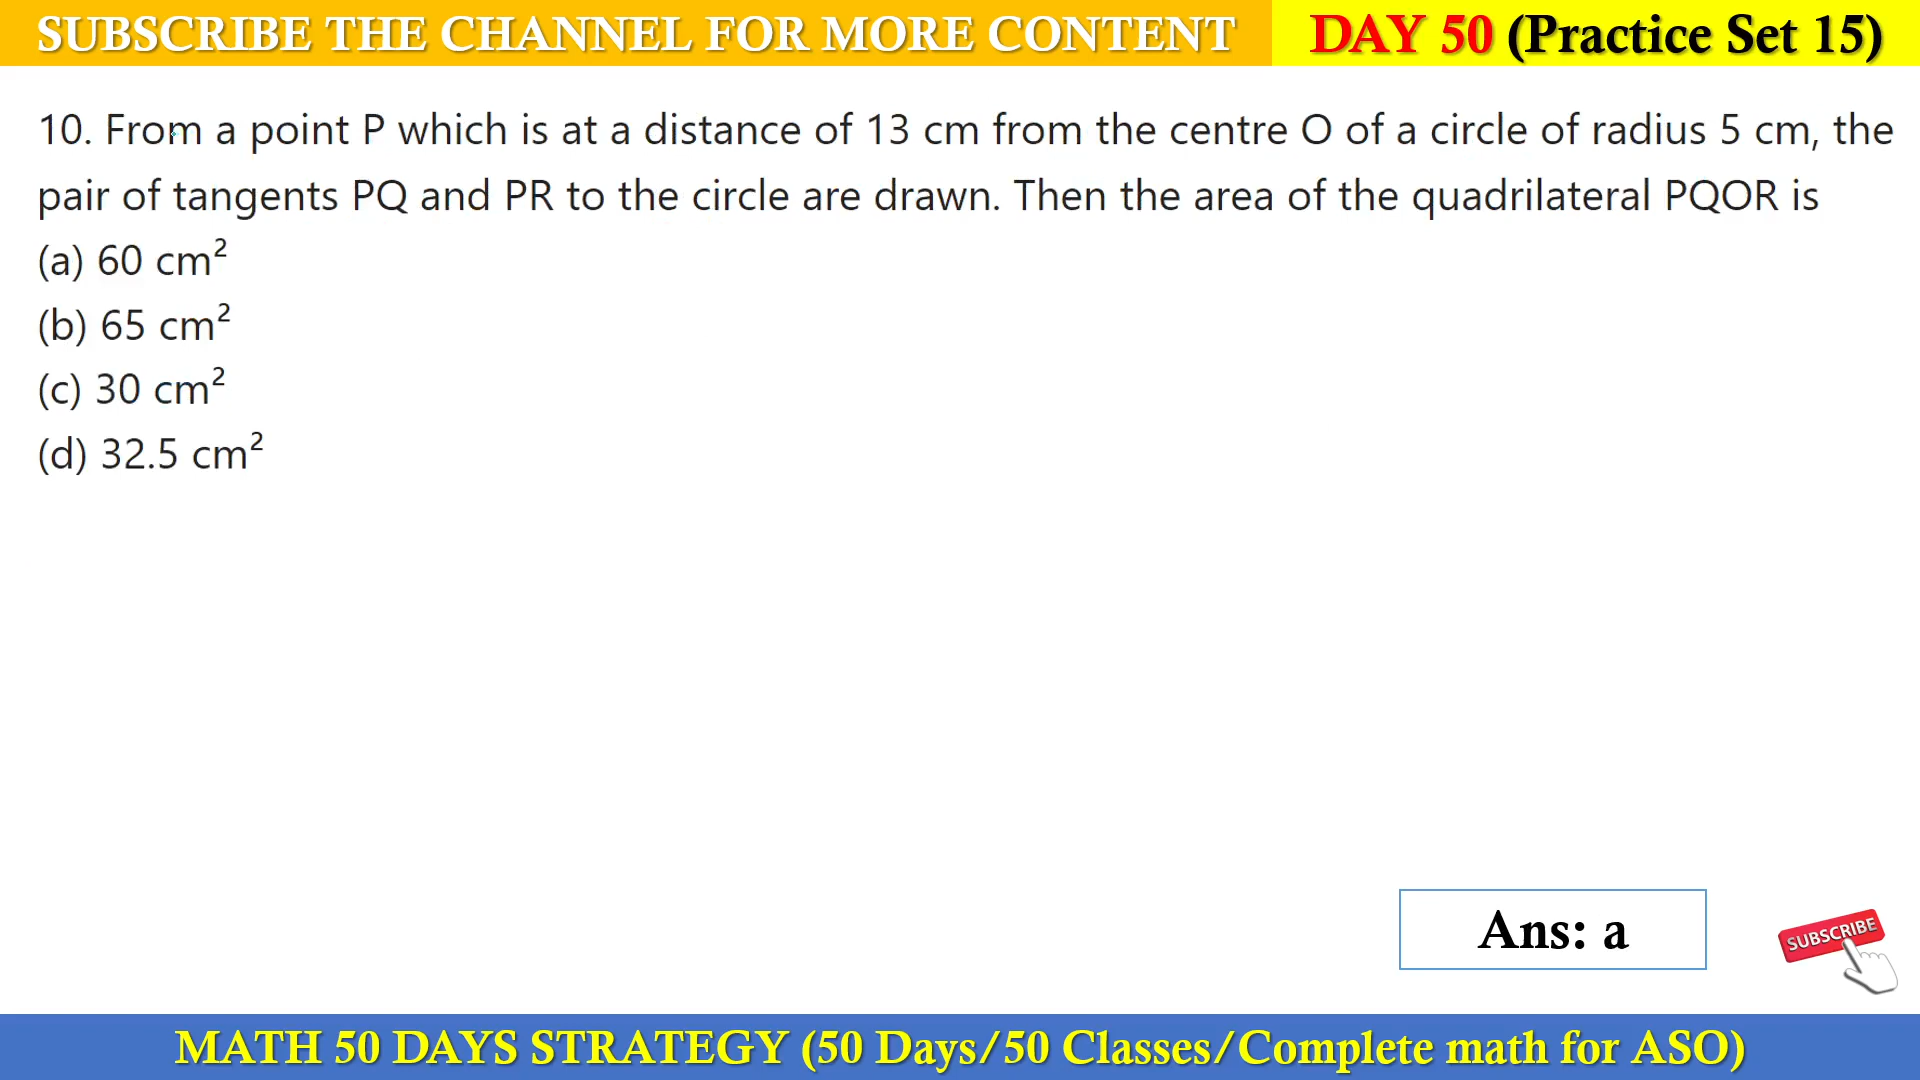 SUBSCRIBE THE CHANNEL FOR MORE CONTENT
DAY 50 (Practice Set 15)
10. From a point P which is at a distance of 13 cm from the centre O of a circle of radius 5 cm, the
pair of tangents PQ and PR to the circle are drawn. Then the area of the quadrilateral PQOR is
(a) 60 cm²
(b) 65 cm²
(c) 30 cm²
(d) 32.5 cm²
Ans: a
SUBSCRIBE
MATH 50 DAYS STRATEGY (50 Days/50 Classes/Complete math for ASO)